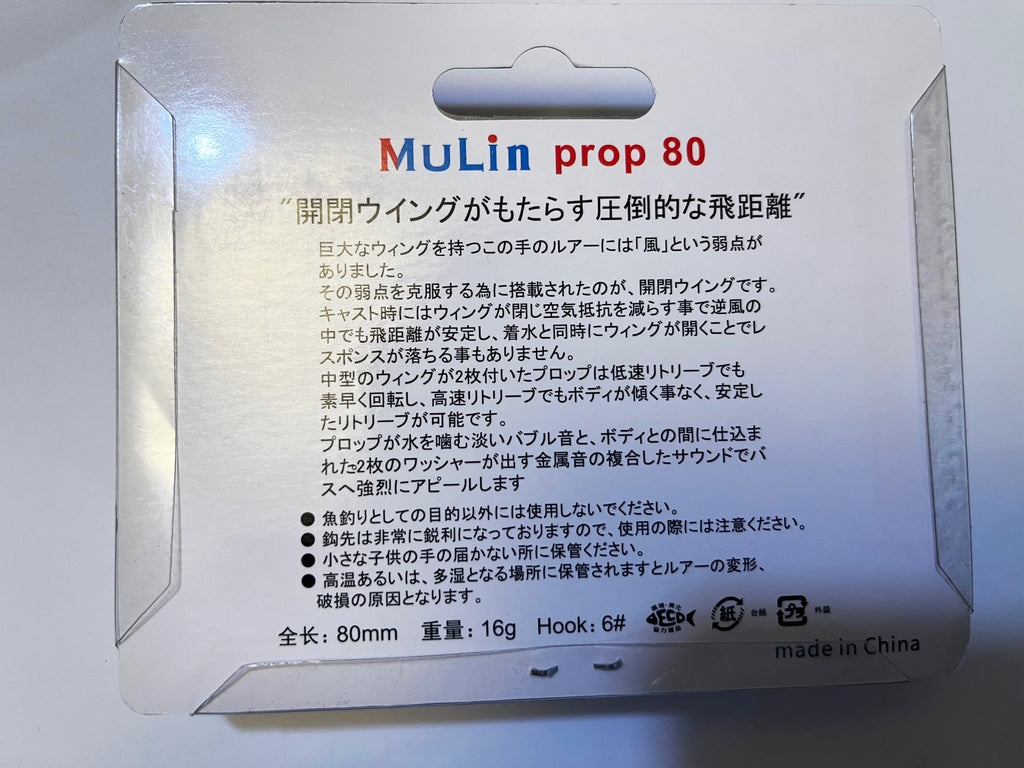 MuLin prop 80
"開閉ウイングがもたらす圧倒的な飛距離"
巨大なウィングを持つこの手のルアーには「風」という弱点が
ありました。
その弱点を克服する為に搭載されたのが、開閉ウイングです。
キャスト時にはウィングが閉じ空気抵抗を減らす事で逆風の
中でも飛距離が安定し、着水と同時にウィングが開くことでレ
スポンスが落ちる事もありません。
中型のウィングが2枚付いたプロップは低速リトリーブでも
素早く回転し、高速リトリーブでもボディが傾く事なく、安定し
たリトリーブが可能です。
プロップが水を噛む淡いバブル音と、ボディとの間に仕込ま
れた2枚のワッシャーが出す金属音の複合したサウンドでバ
スへ強烈にアピールします
● 魚釣りとしての目的以外には使用しないでください。
● 鈎先は非常に鋭利になっておりますので、使用の際には注意ください。
● 小さな子供の手の届かない所に保管ください。
● 高温あるいは、多湿となる場所に保管されますとルアーの変形、
破損の原因となります。
全长: 80mm 重量: 16g Hook: 6#
環境・美化
ECO
協力商品
紙 台紙
プラ 外装
made in China